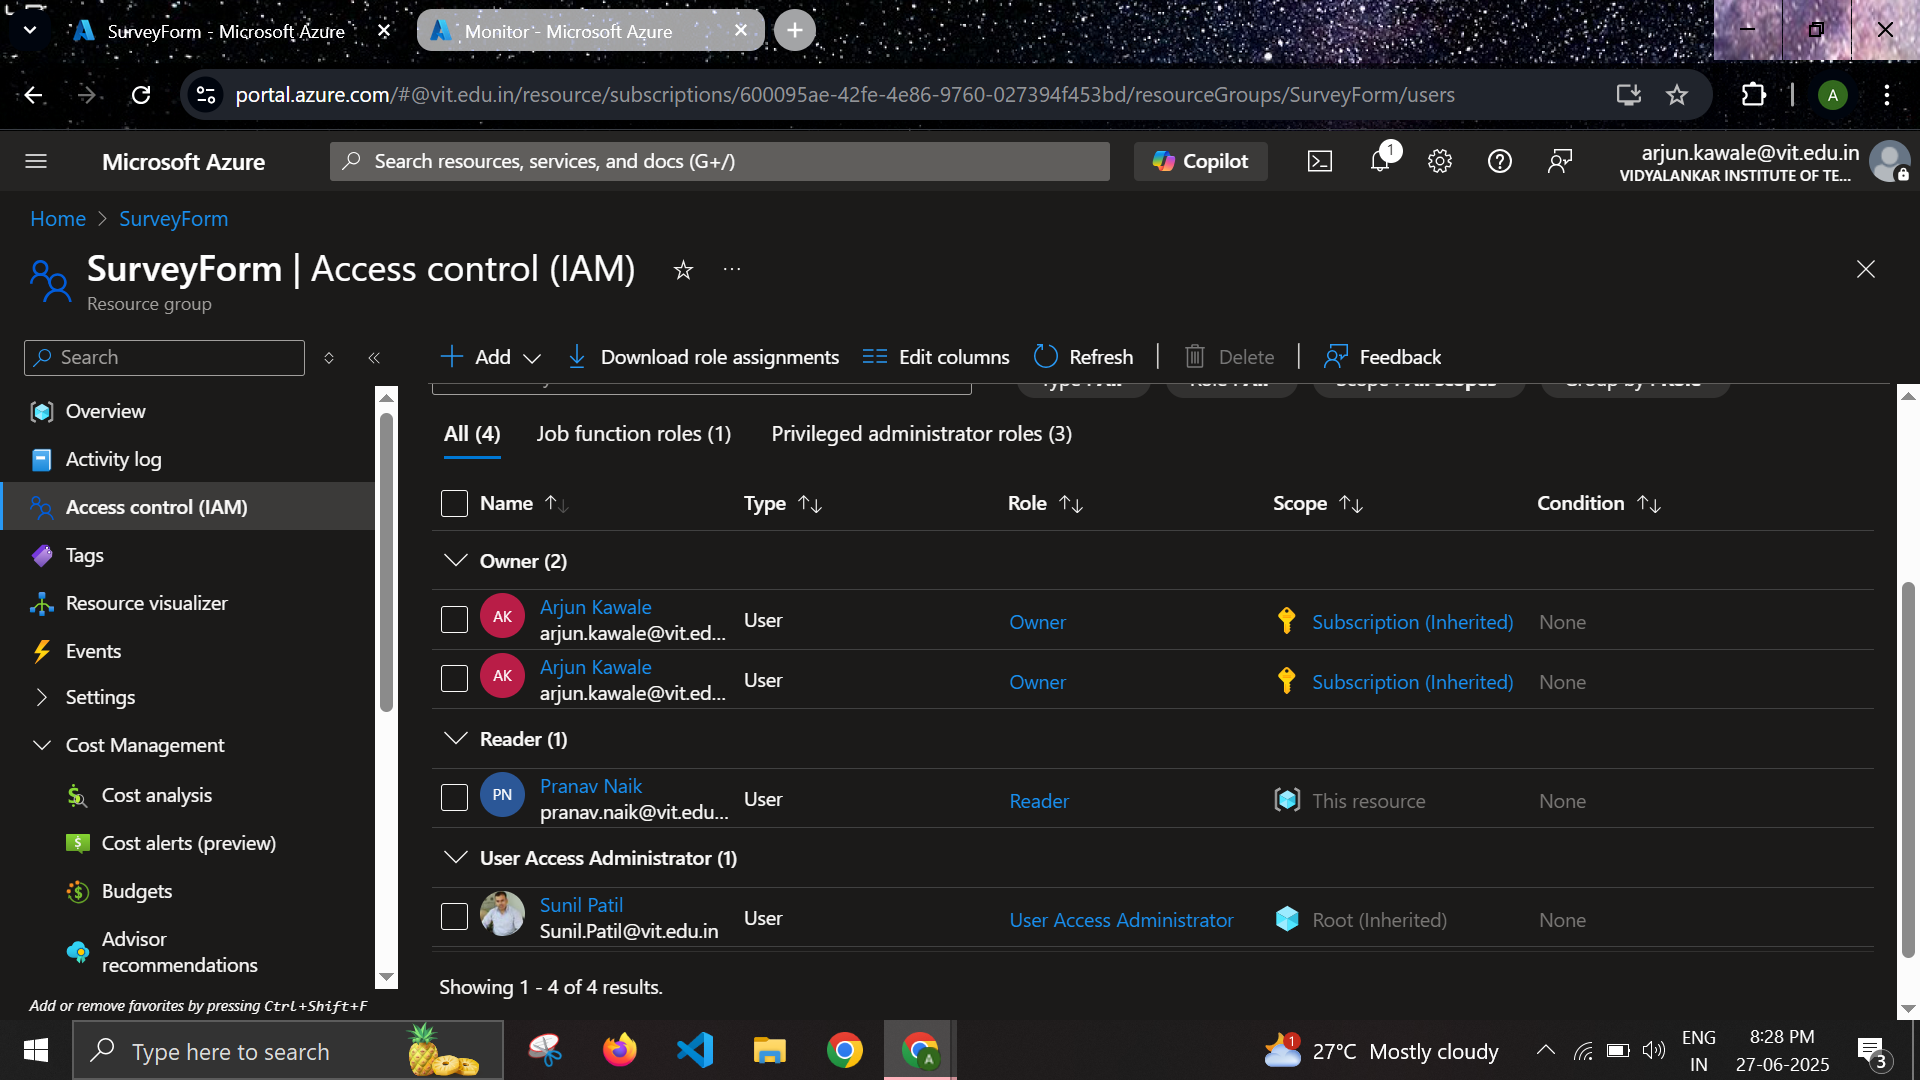 SurveyForm - Microsoft Azure
Monitor - Microsoft Azure
portal.azure.com/#@vit.edu.in/resource/subscriptions/600095ae-42fe-4e86-9760-027394f453bd/resourceGroups/SurveyForm/users
A
Microsoft Azure
Search resources, services, and docs (G+/)
Copilot
1
arjun.kawale@vit.edu.in
VIDYALANKAR INSTITUTE OF TE...
Home > SurveyForm
SurveyForm | Access control (IAM)
Resource group
Search
Add
Download role assignments
Edit columns
Refresh
Delete
Feedback
Overview
Activity log
Access control (IAM)
Tags
Resource visualizer
Events
Settings
Cost Management
Cost analysis
Cost alerts (preview)
Budgets
Advisor
recommendations
Add or remove favorites by pressing Ctrl+Shift+F
All (4) Job function roles (1) Privileged administrator roles (3)
Name Type Role Scope Condition
Owner (2)
AK Arjun Kawale User Owner Subscription (Inherited) None
arjun.kawale@vit.ed...
AK Arjun Kawale User Owner Subscription (Inherited) None
arjun.kawale@vit.ed...
Reader (1)
PN Pranav Naik User Reader This resource None
pranav.naik@vit.edu...
User Access Administrator (1)
Sunil Patil User User Access Administrator Root (Inherited) None
Sunil.Patil@vit.edu.in
Showing 1 - 4 of 4 results.
Type here to search
A
1
27°C Mostly cloudy
ENG
IN
8:28 PM
27-06-2025
3